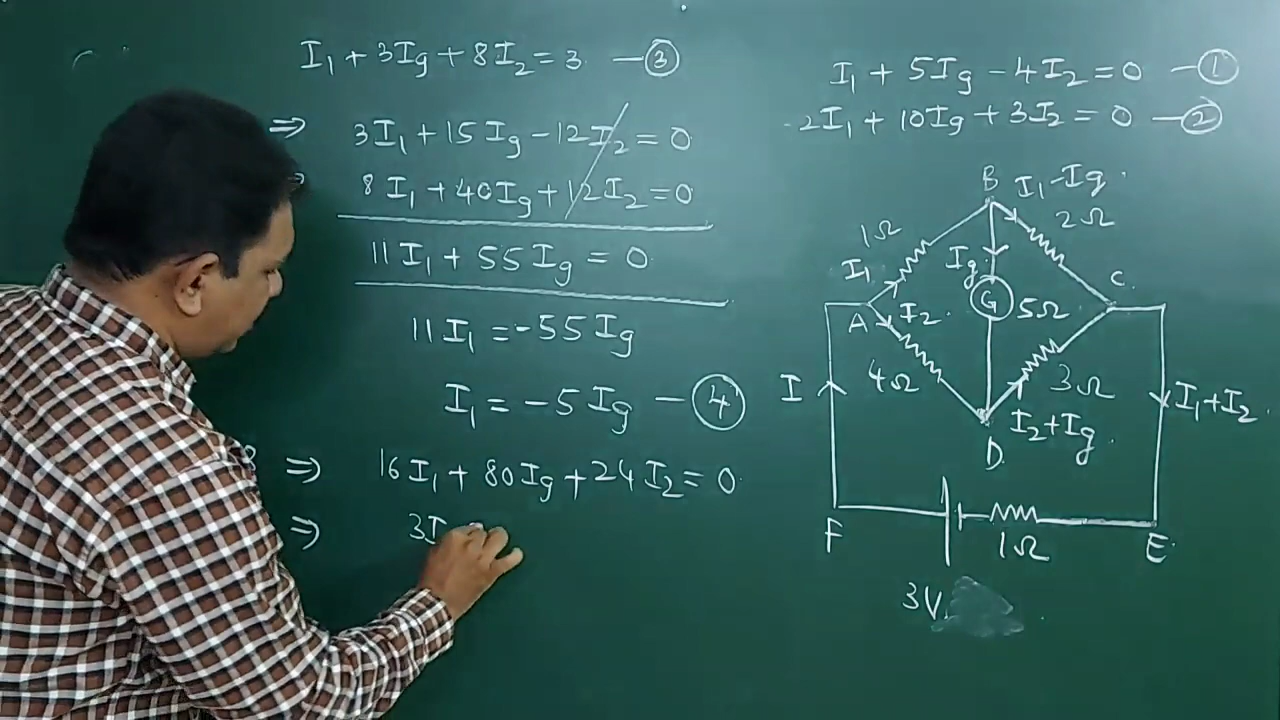 I₁ + 3Ig + 8I₂ = 3 —③
⇒ 3I₁ + 15Ig - 12I₂ = 0
8I₁ + 40Ig + 12I₂ = 0
11I₁ + 55Ig = 0
11I₁ = -55Ig
I₁ = -5Ig —④
⇒ 16I₁ + 80Ig + 24I₂ = 0
⇒ 3I
I₁ + 5Ig - 4I₂ = 0 —①
-2I₁ + 10Ig + 3I₂ = 0 —②
B I₁-Ig
1Ω 2Ω
I₁ Ig C
A I₂ G 5Ω
4Ω 3Ω
I I₁+I₂
I₂+Ig
D
F 1Ω E
3V